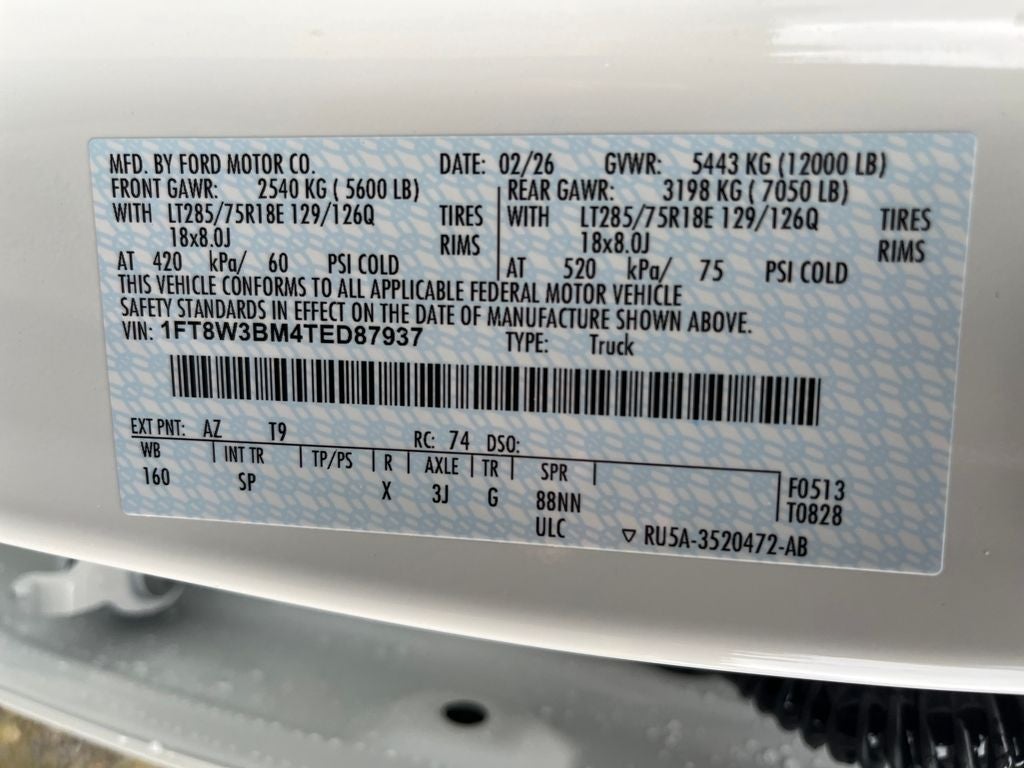 MFD. BY FORD MOTOR CO. DATE: 02/26 GVWR: 5443 KG (12000 LB)
FRONT GAWR: 2540 KG ( 5600 LB) REAR GAWR: 3198 KG ( 7050 LB)
WITH LT285/75R18E 129/126Q TIRES WITH LT285/75R18E 129/126Q TIRES
18x8.0J RIMS 18x8.0J RIMS
AT 420 kPa/ 60 PSI COLD AT 520 kPa/ 75 PSI COLD
THIS VEHICLE CONFORMS TO ALL APPLICABLE FEDERAL MOTOR VEHICLE
SAFETY STANDARDS IN EFFECT ON THE DATE OF MANUFACTURE SHOWN ABOVE.
VIN: 1FT8W3BM4TED87937 TYPE: Truck
EXT PNT: AZ T9 RC: 74 DSO:
WB INT TR TP/PS R AXLE TR SPR
160 SP X 3J G 88NN F0513
ULC T0828
▽ RU5A-3520472-AB